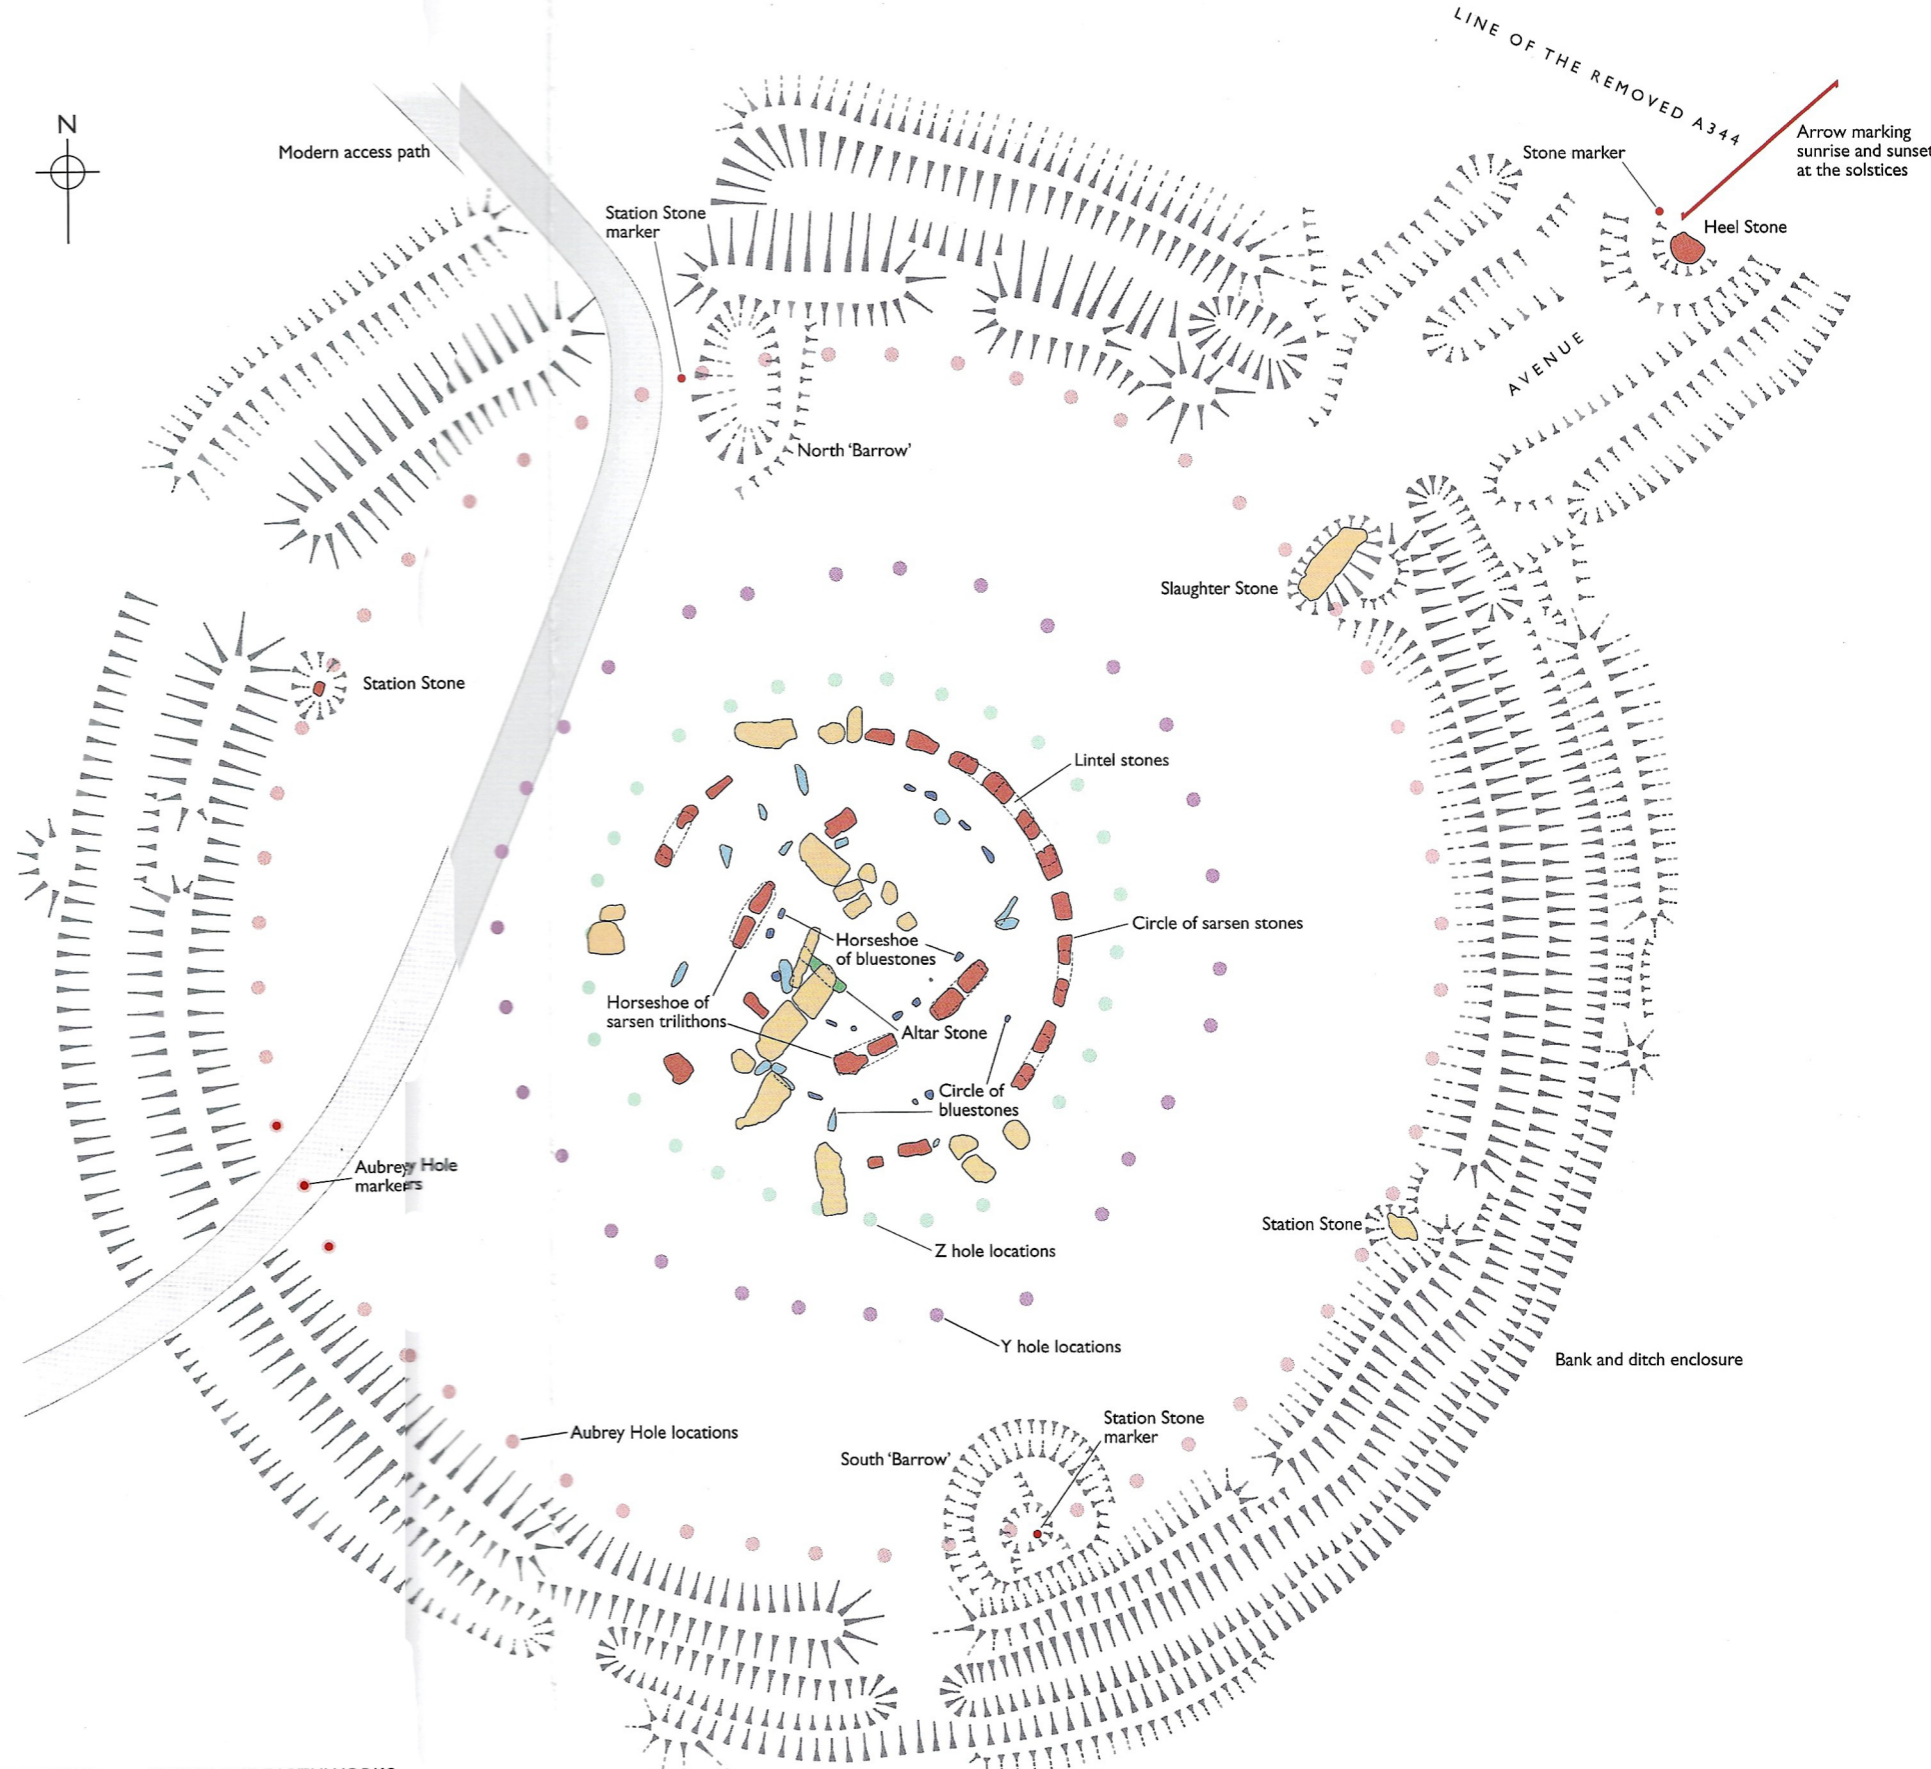 LINE OF THE REMOVED A344
N
Modern access path
Arrow marking
sunrise and sunset
at the solstices
Stone marker
Station Stone
marker
Heel Stone
AVENUE
North ‘Barrow’
Slaughter Stone
Station Stone
Lintel stones
Circle of sarsen stones
Horseshoe
of bluestones
Horseshoe of
sarsen trilithons
Altar Stone
Circle of
bluestones
Aubrey Hole
markers
Station Stone
Z hole locations
Y hole locations
Bank and ditch enclosure
Station Stone
marker
Aubrey Hole locations
South ‘Barrow’